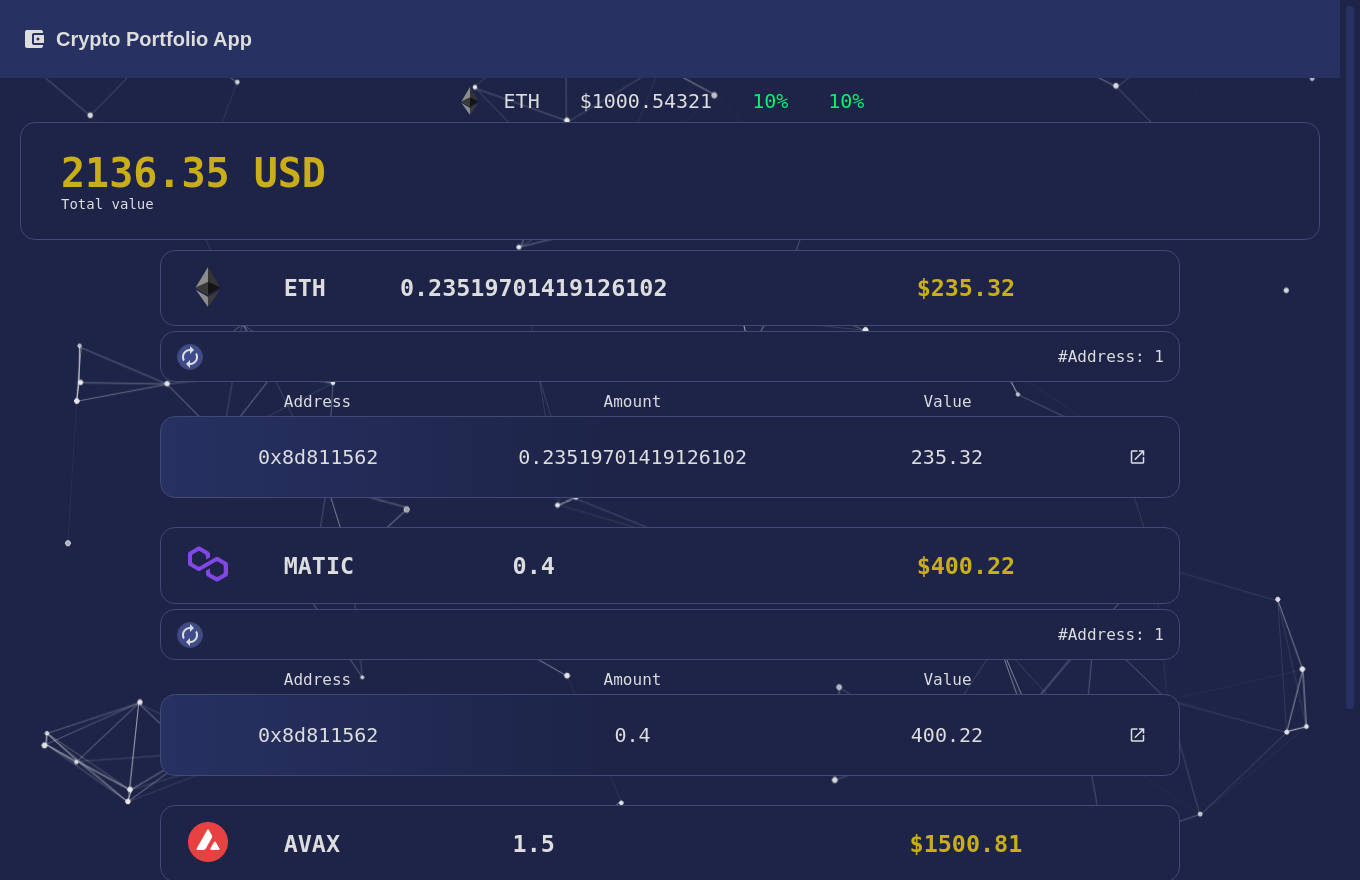 Crypto Portfolio App
ETH $1000.54321 10% 10%
2136.35 USD
Total value
ETH 0.23519701419126102 $235.32
#Address: 1
Address Amount Value
0x8d811562 0.23519701419126102 235.32
MATIC 0.4 $400.22
#Address: 1
Address Amount Value
0x8d811562 0.4 400.22
AVAX 1.5 $1500.81